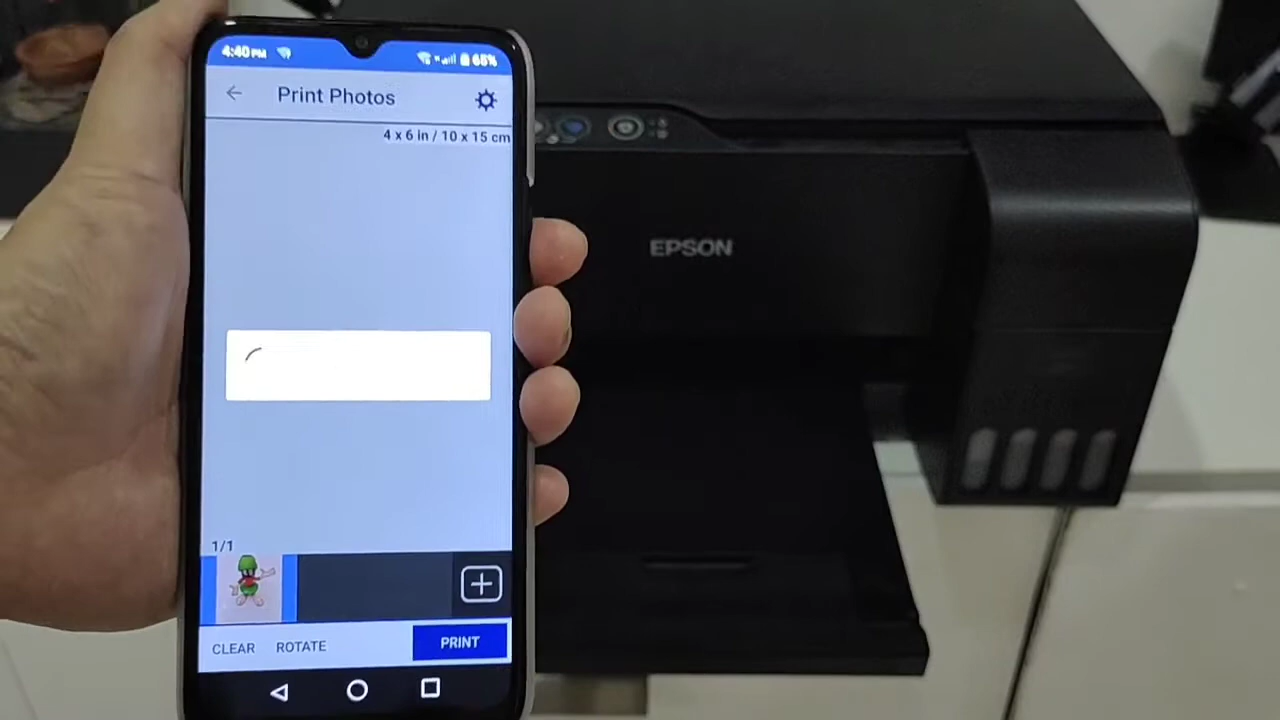 4:40 PM
68%
Print Photos
4 x 6 in / 10 x 15 cm
EPSON
1/1
CLEAR
ROTATE
PRINT